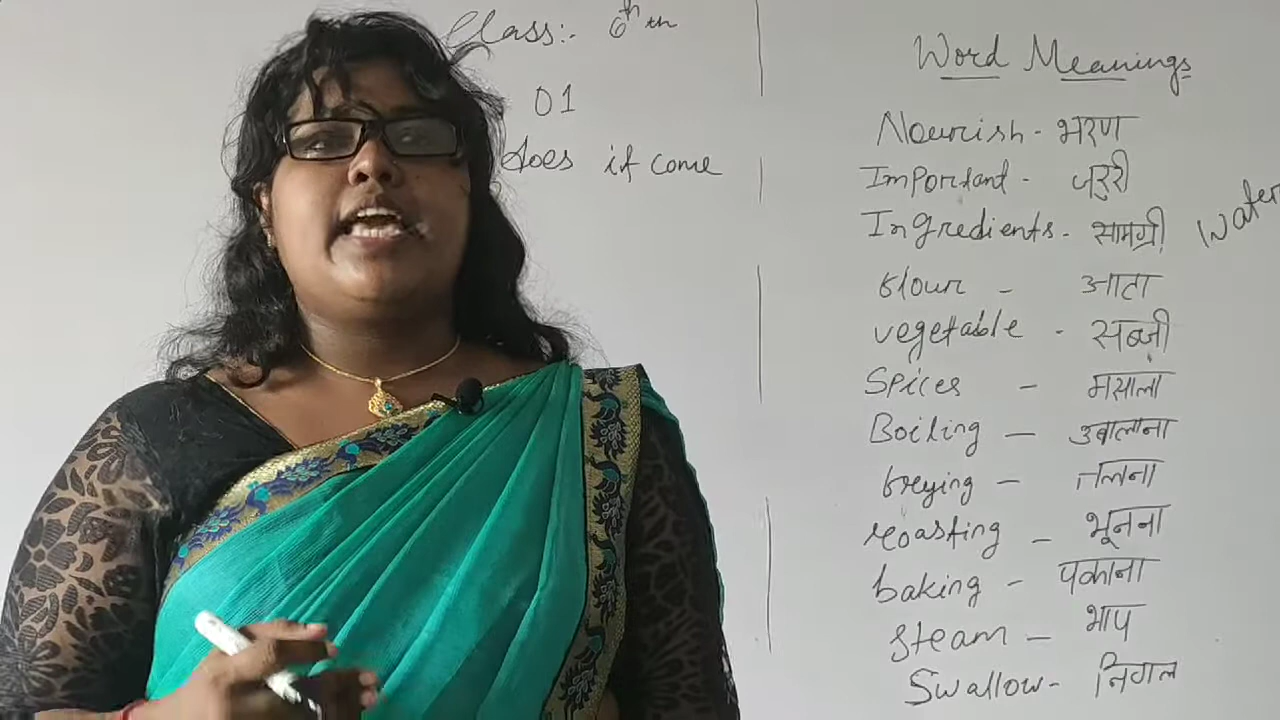 Class:- 6th th
01
does it come
Word Meanings
Nourish - भरण
Important - जरुरी
Ingredients - सामग्री Water
flour - आटा
vegetable - सब्जी
Spices - मसाला
Boiling - उबालाना
freying - तलना
roasting - भूनना
baking - पकाना
steam - भाप
Swallow - निगल